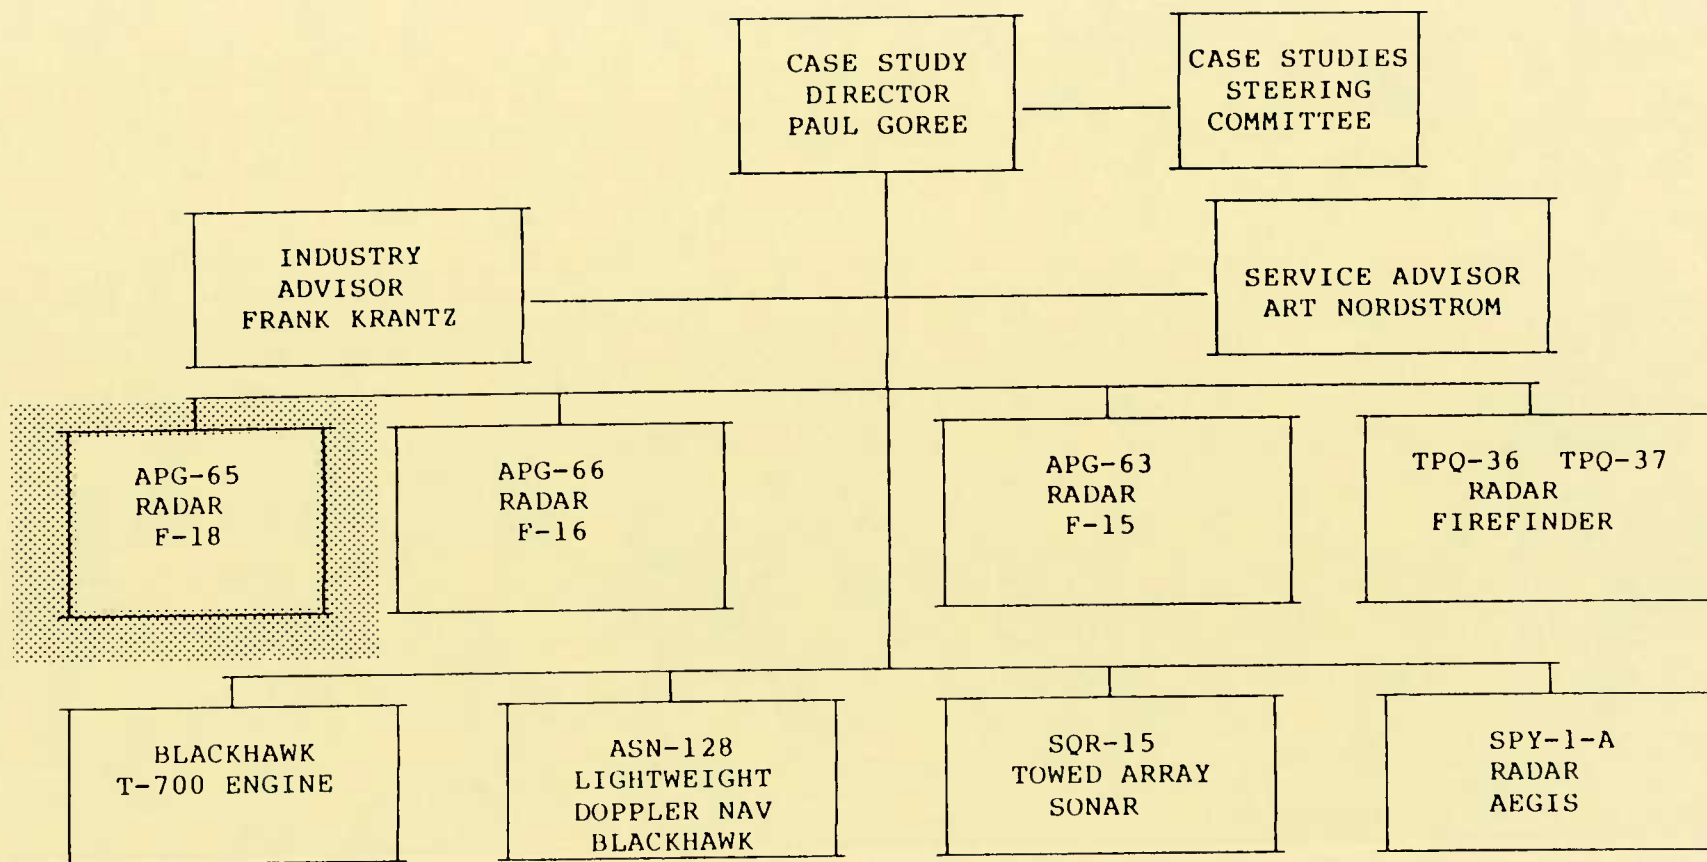 CASE STUDY
DIRECTOR
PAUL GOREE
CASE STUDIES
STEERING
COMMITTEE
INDUSTRY
ADVISOR
FRANK KRANTZ
SERVICE ADVISOR
ART NORDSTROM
APG-65
RADAR
F-18
APG-66
RADAR
F-16
APG-63
RADAR
F-15
TPQ-36 TPQ-37
RADAR
FIREFINDER
BLACKHAWK
T-700 ENGINE
ASN-128
LIGHTWEIGHT
DOPPLER NAV
BLACKHAWK
SQR-15
TOWED ARRAY
SONAR
SPY-1-A
RADAR
AEGIS